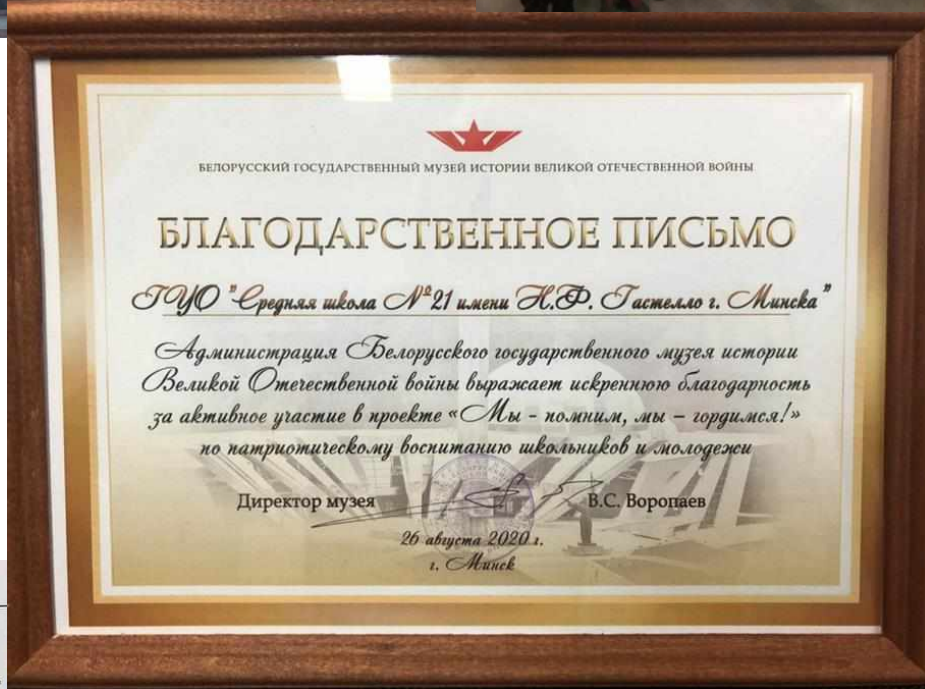 БЕЛОРУССКИЙ ГОСУДАРСТВЕННЫЙ МУЗЕЙ ИСТОРИИ ВЕЛИКОЙ ОТЕЧЕСТВЕННОЙ ВОЙНЫ
БЛАГОДАРСТВЕННОЕ ПИСЬМО
ГУО "Средняя школа №21 имени Н.Ф. Гастелло г. Минска"
Администрация Белорусского государственного музея истории
Великой Отечественной войны выражает искреннюю благодарность
за активное участие в проекте «Мы - помним, мы – гордимся!»
по патриотическому воспитанию школьников и молодежи
Директор музея В.С. Воропаев
26 августа 2020 г.
г. Минск